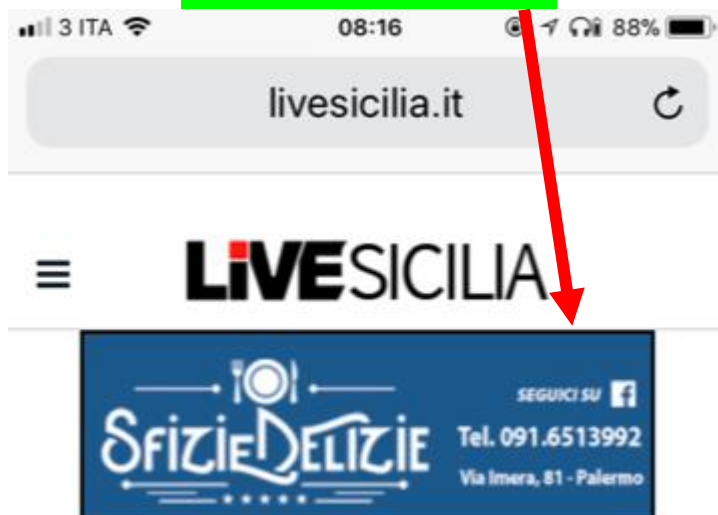 3 ITA 08:16 88%
livesicilia.it
LiVESICILIA
SFIZIEDELIZIE
SEGUICI SU f
Tel. 091.6513992
Via Imera, 81 - Palermo